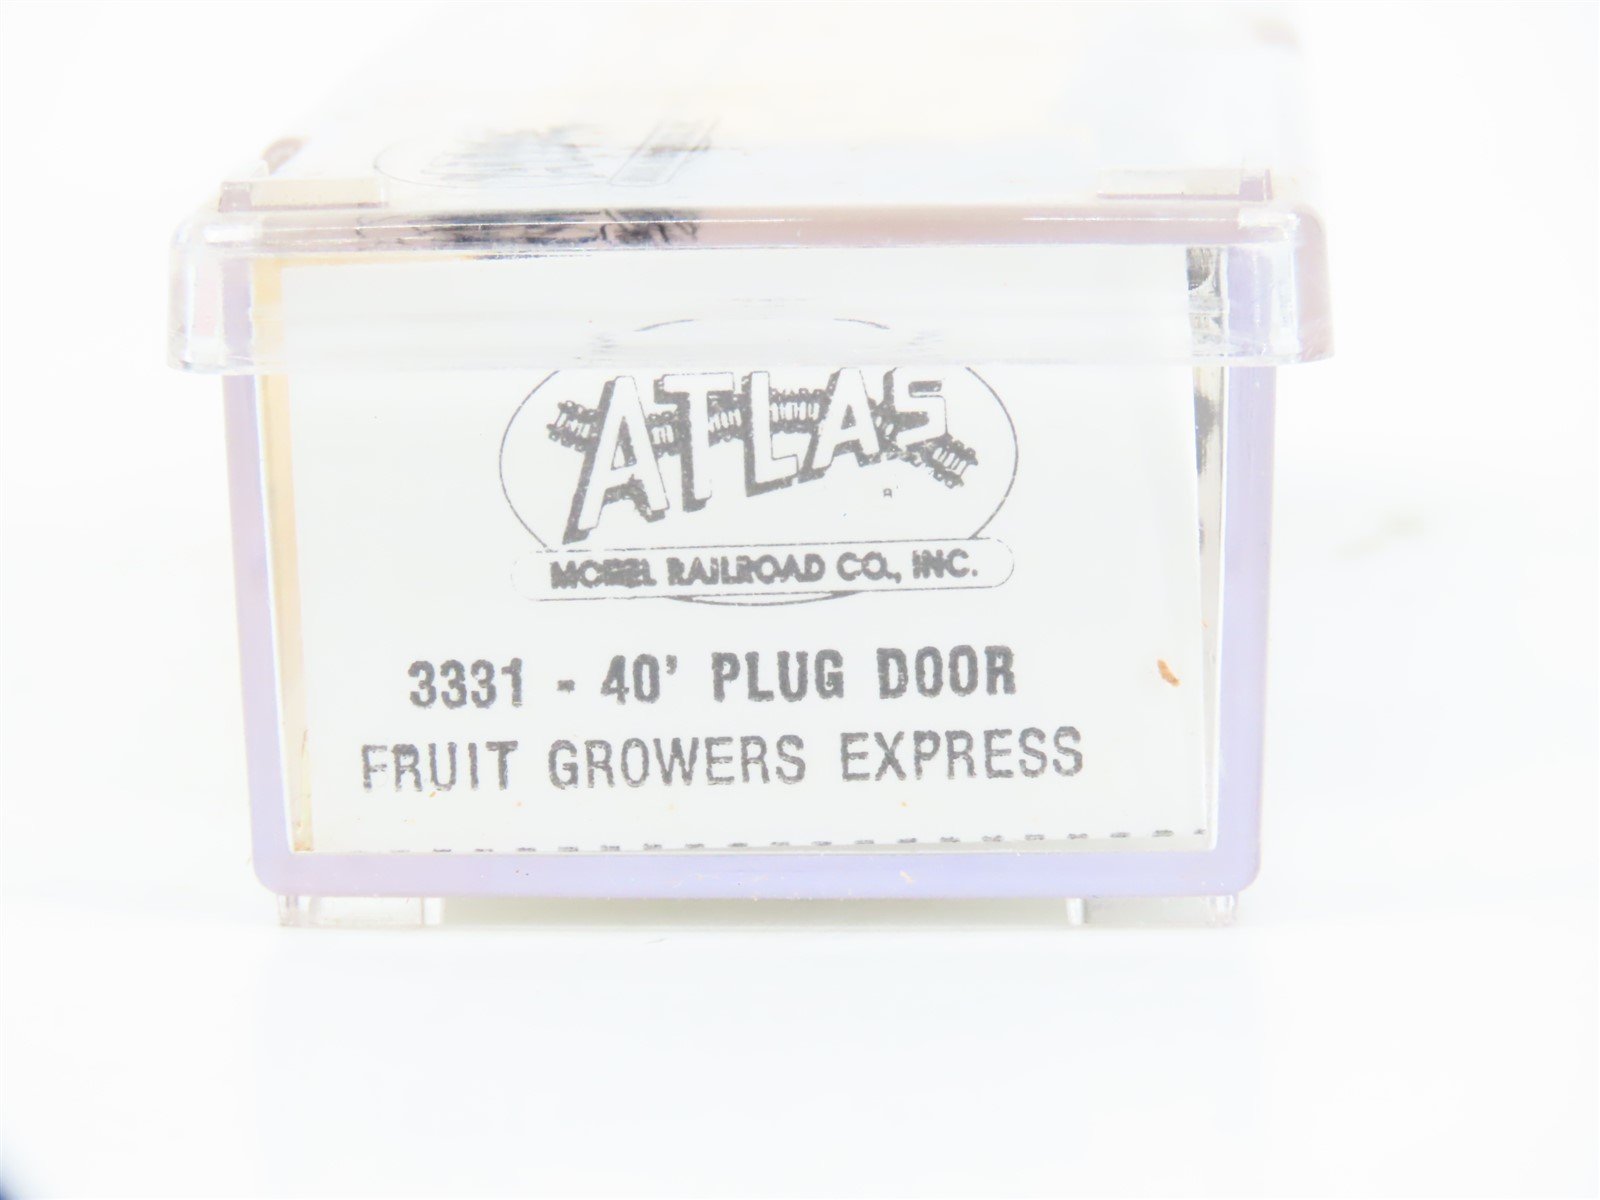 ATLAS
MODEL RAILROAD CO., INC.
3331 - 40' PLUG DOOR
FRUIT GROWERS EXPRESS